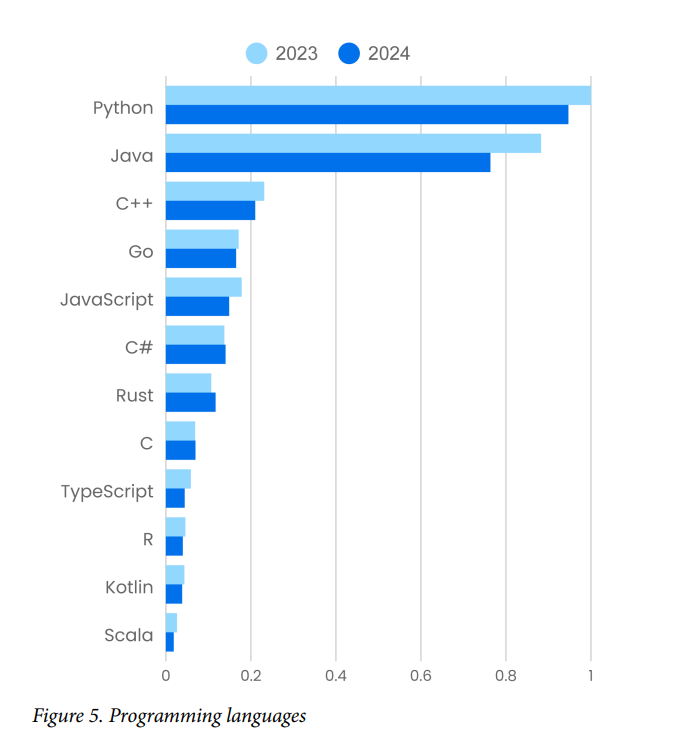 2023 2024
Python
Java
C++
Go
JavaScript
C#
Rust
C
TypeScript
R
Kotlin
Scala
0 0.2 0.4 0.6 0.8 1
Figure 5. Programming languages